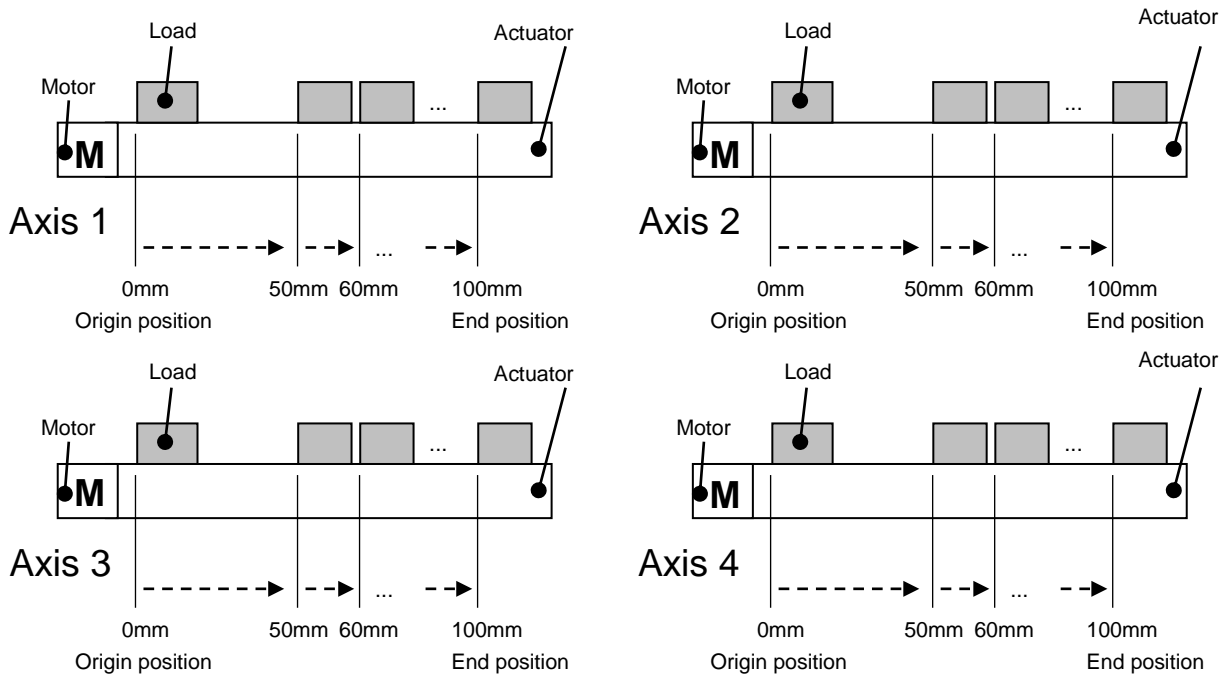 Load
Actuator
Motor
...
M
Axis 1
...
0mm 50mm 60mm 100mm
Origin position End position
Load
Actuator
Motor
...
M
Axis 2
...
0mm 50mm 60mm 100mm
Origin position End position
Load
Actuator
Motor
...
M
Axis 3
...
0mm 50mm 60mm 100mm
Origin position End position
Load
Actuator
Motor
...
M
Axis 4
...
0mm 50mm 60mm 100mm
Origin position End position